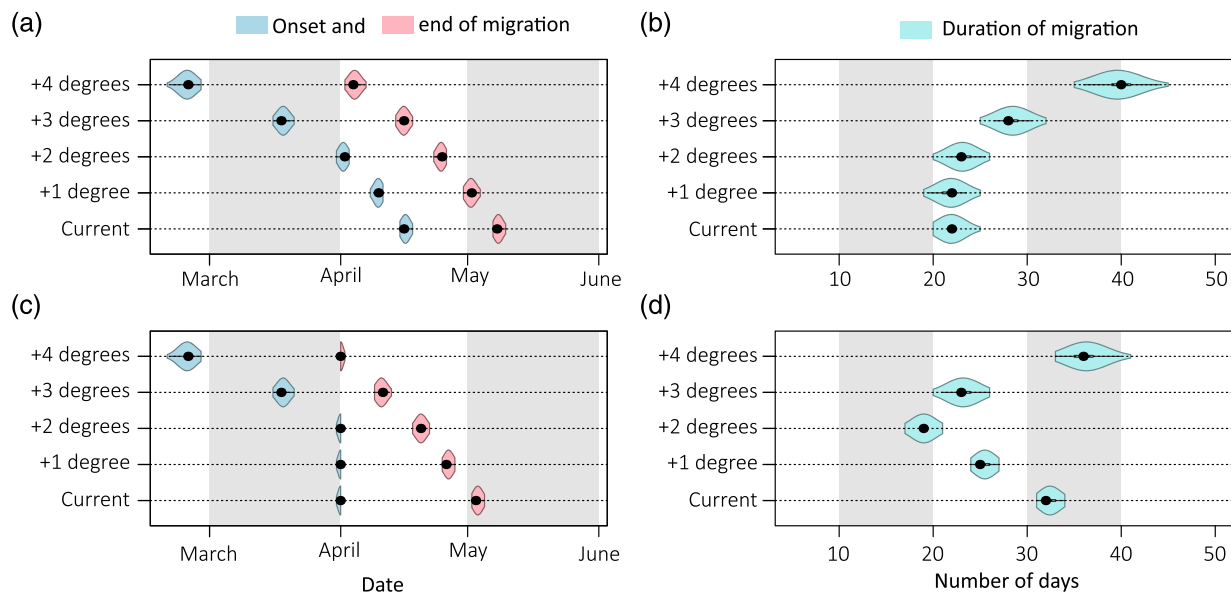 (a)
Onset and end of migration
+4 degrees
+3 degrees
+2 degrees
+1 degree
Current
March April May June
(b)
Duration of migration
+4 degrees
+3 degrees
+2 degrees
+1 degree
Current
10 20 30 40 50
(c)
+4 degrees
+3 degrees
+2 degrees
+1 degree
Current
March April May June
Date
(d)
+4 degrees
+3 degrees
+2 degrees
+1 degree
Current
10 20 30 40 50
Number of days